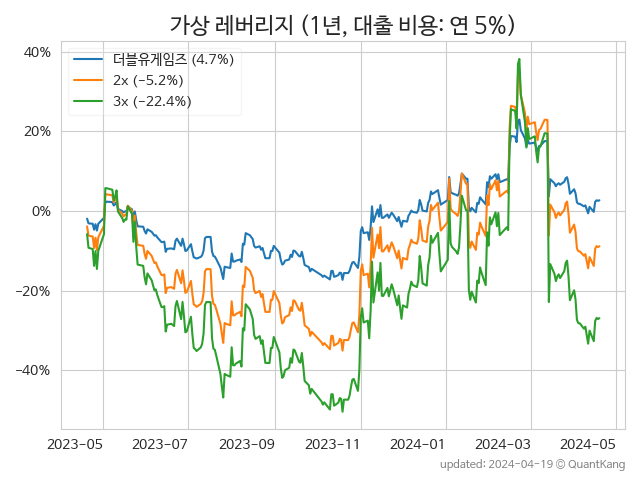 가상 레버리지 (1년, 대출 비용: 연 5%)
40%
20%
0%
−20%
−40%
더블유게임즈 (4.7%)
2x (−5.2%)
3x (−22.4%)
2023-05 2023-07 2023-09 2023-11 2024-01 2024-03 2024-05
updated: 2024-04-19 © QuantKang